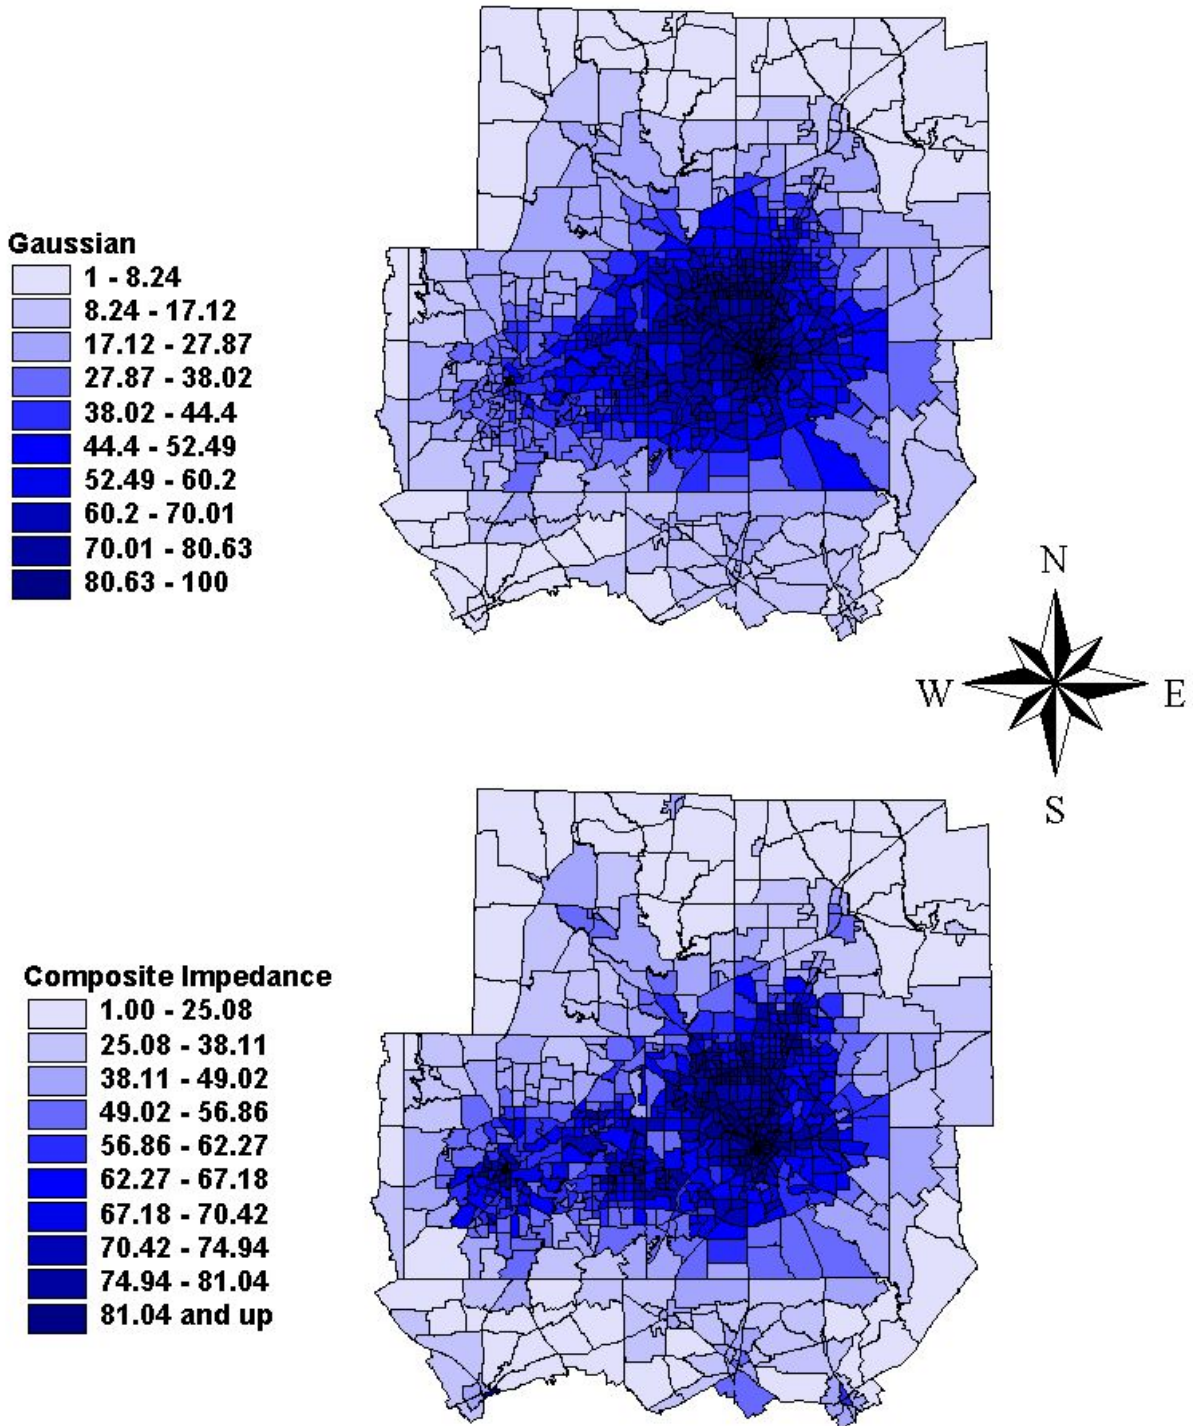 Gaussian
1 - 8.24
8.24 - 17.12
17.12 - 27.87
27.87 - 38.02
38.02 - 44.4
44.4 - 52.49
52.49 - 60.2
60.2 - 70.01
70.01 - 80.63
80.63 - 100
N
W E
S
Composite Impedance
1.00 - 25.08
25.08 - 38.11
38.11 - 49.02
49.02 - 56.86
56.86 - 62.27
62.27 - 67.18
67.18 - 70.42
70.42 - 74.94
74.94 - 81.04
81.04 and up